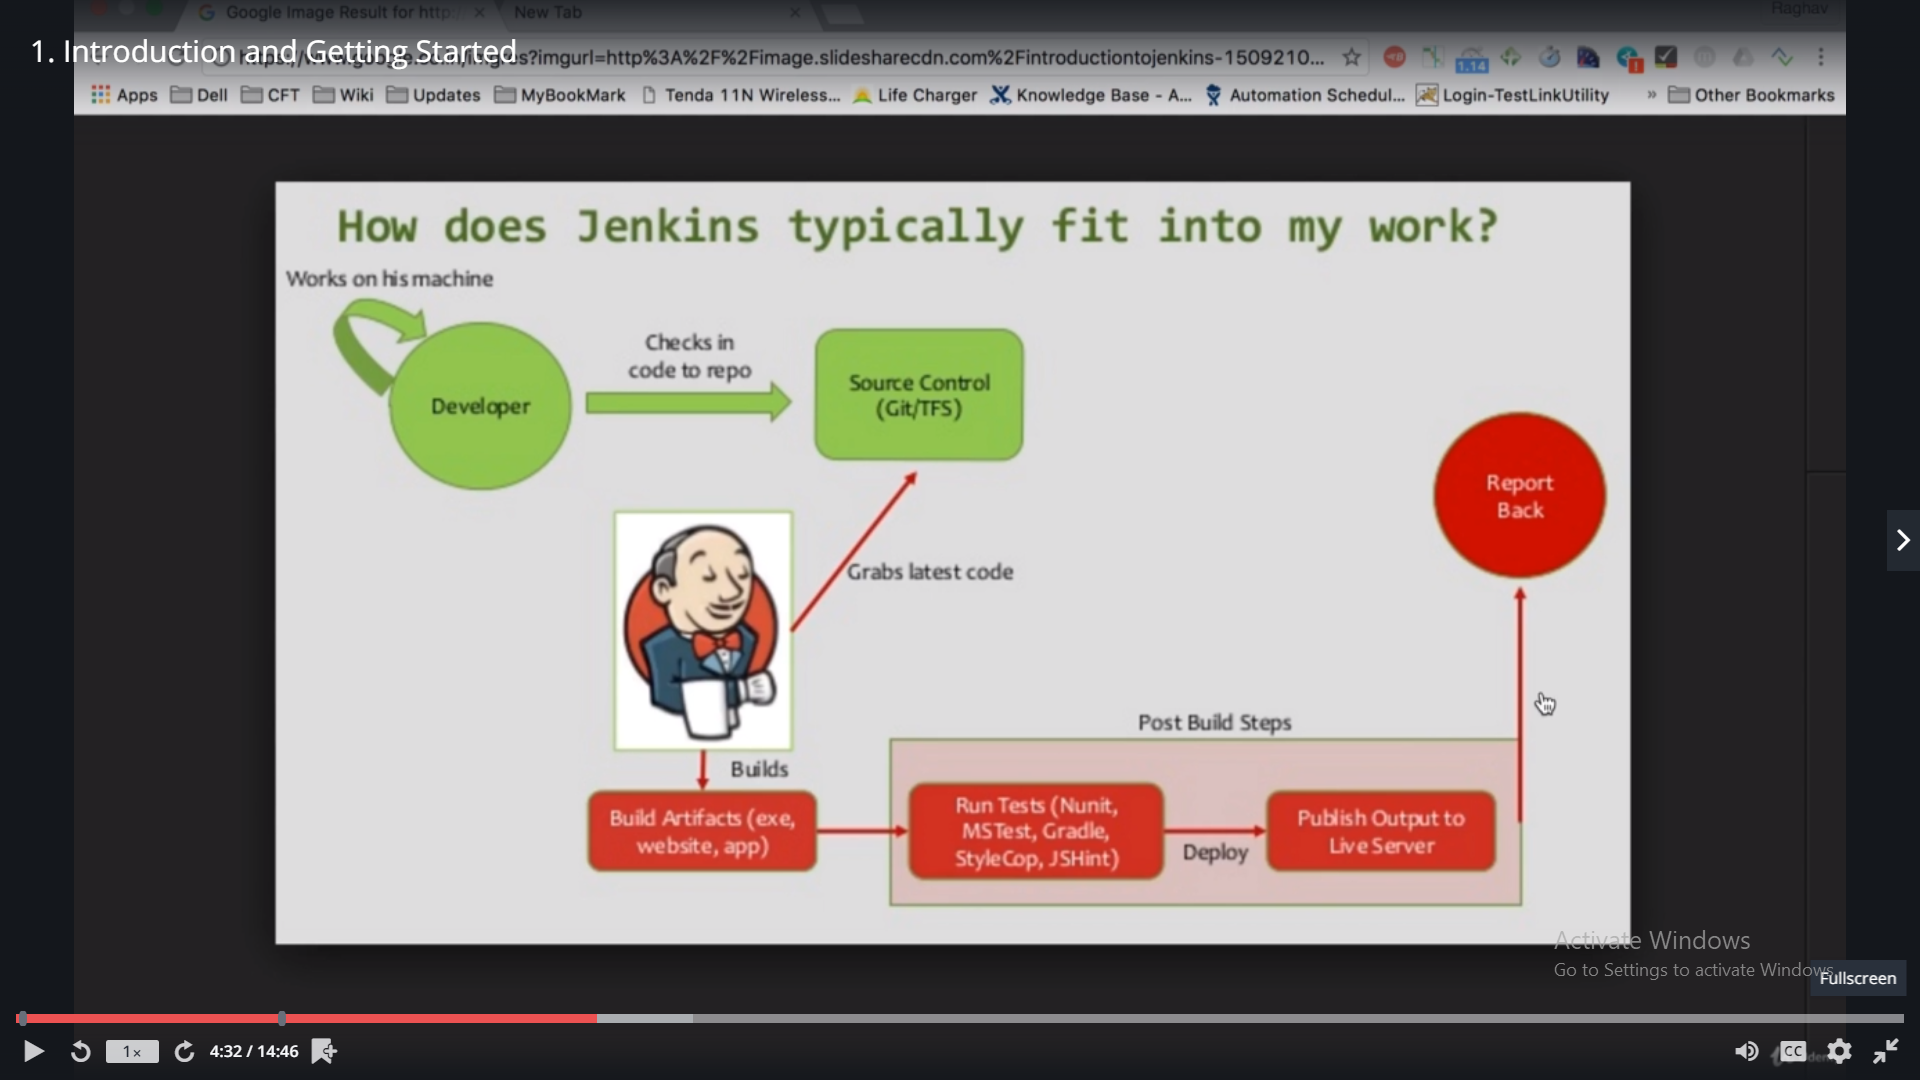 Google Image Result for http:/
New Tab
Raghav
1. Introduction and Getting Started
?imgurl=http%3A%2F%2Fimage.slidesharecdn.com%2Fintroductiontojenkins-1509210...
1.14
Apps Dell CFT Wiki Updates MyBookMark Tenda 11N Wireless... Life Charger Knowledge Base - A... Automation Schedul... Login-TestLinkUtility » Other Bookmarks
How does Jenkins typically fit into my work?
Works on his machine
Checks in
code to repo
Developer
Source Control
(Git/TFS)
Report
Back
Grabs latest code
Post Build Steps
Builds
Build Artifacts (exe,
website, app)
Run Tests (Nunit,
MSTest, Gradle,
StyleCop, JSHint)
Deploy
Publish Output to
Live Server
Activate Windows
Go to Settings to activate Windows.
Fullscreen
1x
4:32 / 14:46
CC